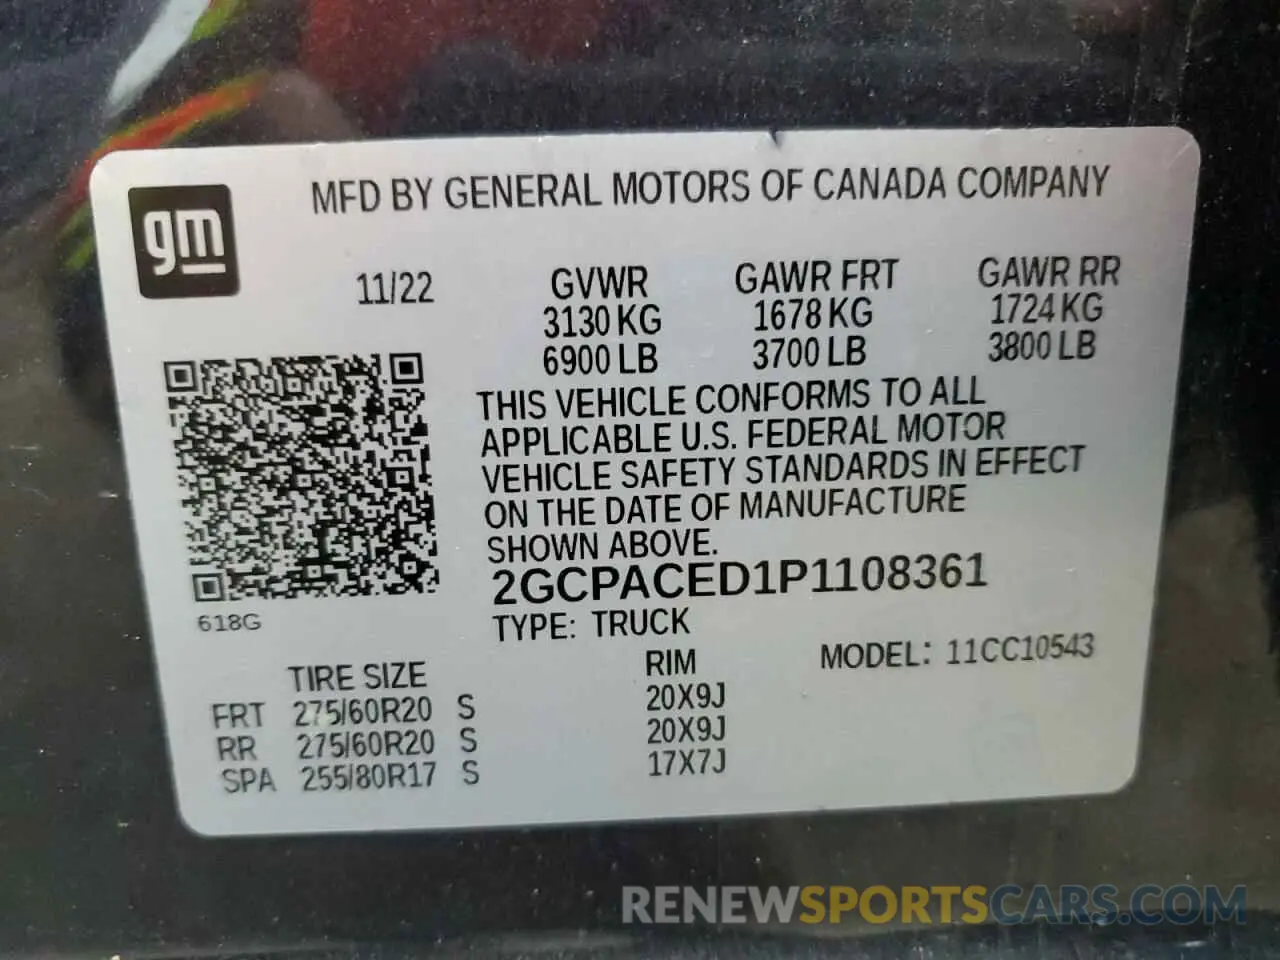 gm
MFD BY GENERAL MOTORS OF CANADA COMPANY
11/22 GVWR GAWR FRT GAWR RR
3130 KG 1678 KG 1724 KG
6900 LB 3700 LB 3800 LB
THIS VEHICLE CONFORMS TO ALL
APPLICABLE U.S. FEDERAL MOTOR
VEHICLE SAFETY STANDARDS IN EFFECT
ON THE DATE OF MANUFACTURE
SHOWN ABOVE.
2GCPACED1P1108361
618G
TYPE: TRUCK
TIRE SIZE RIM MODEL: 11CC10543
FRT 275/60R20 S 20X9J
RR 275/60R20 S 20X9J
SPA 255/80R17 S 17X7J
RENEWSPORTSCARS.COM